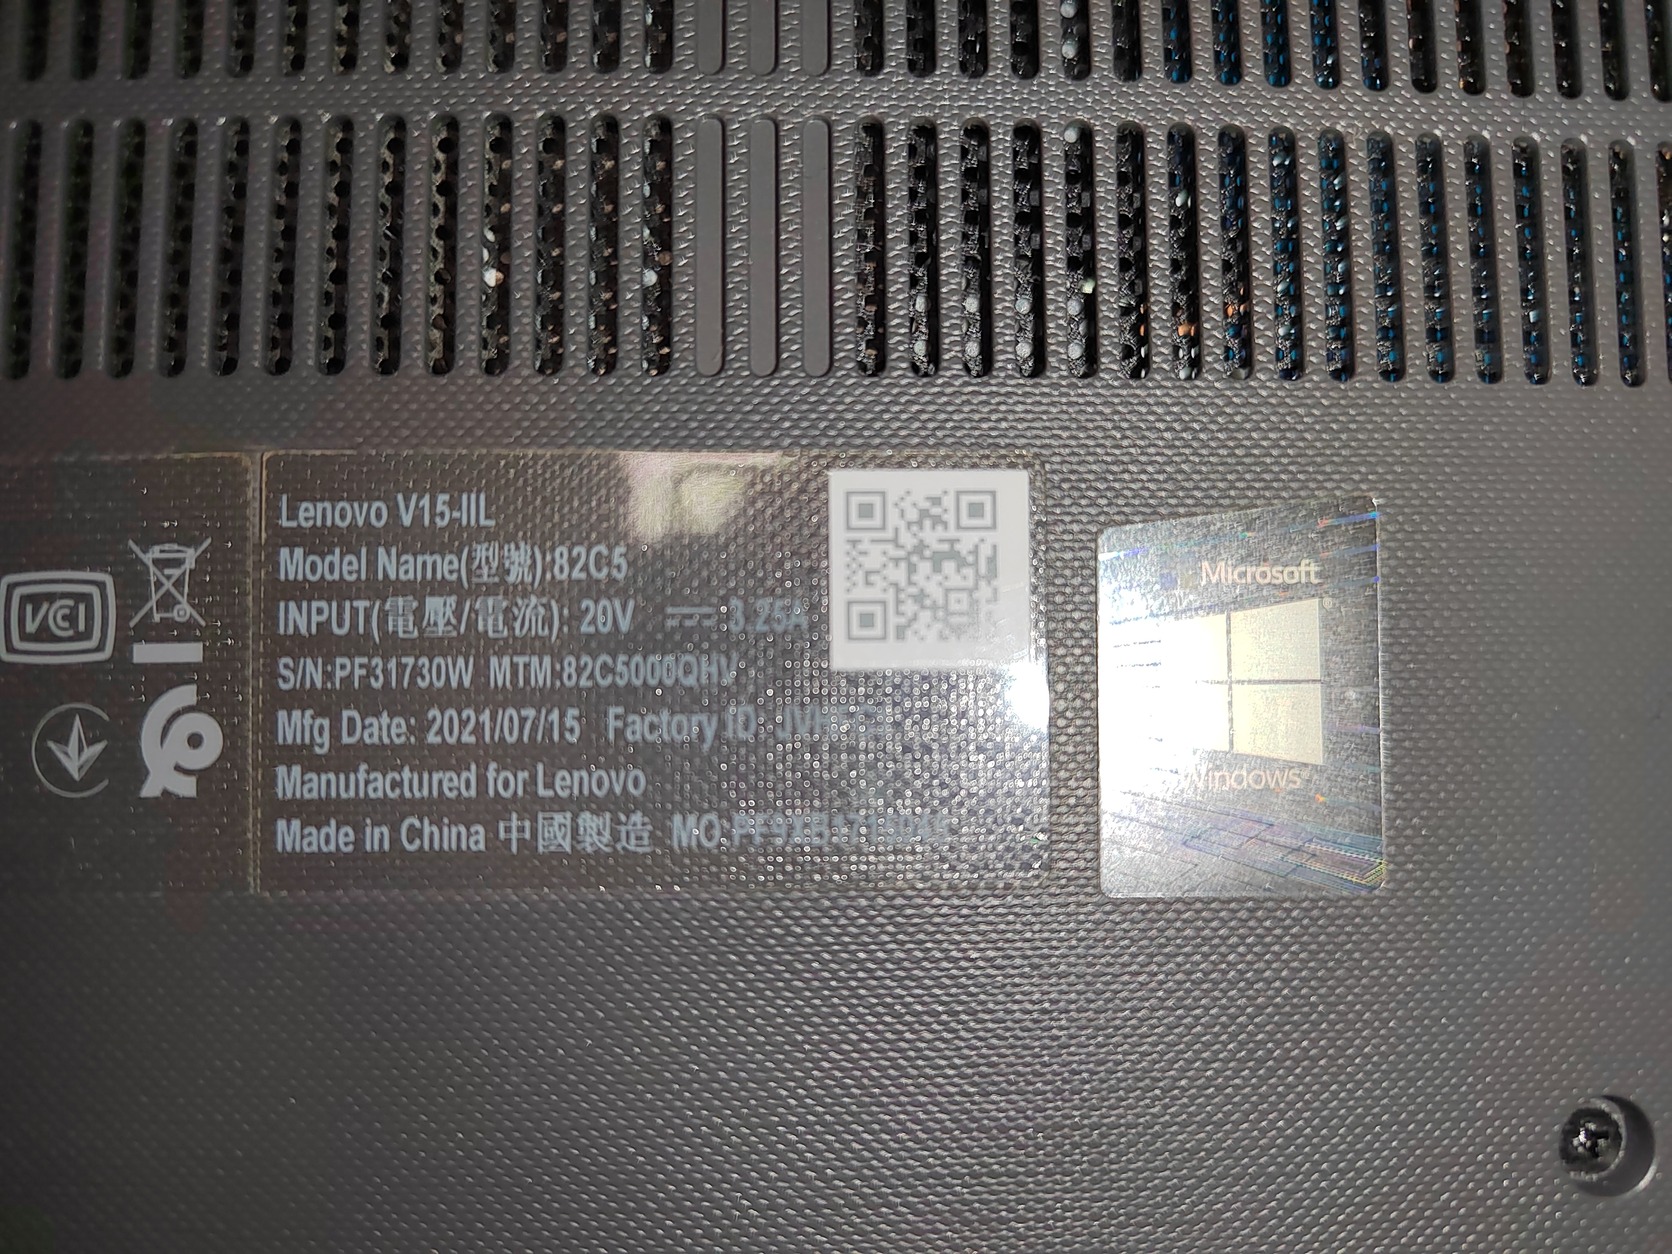 Lenovo V15-IIL
Model Name(型號):82C5
INPUT(電壓/電流): 20V ⎓ 3.25A
S/N:PF31730W MTM:82C5000QHV
Mfg Date: 2021/07/15 Factory ID:
Manufactured for Lenovo
Made in China 中國製造 MO:
VCI
Microsoft
Windows